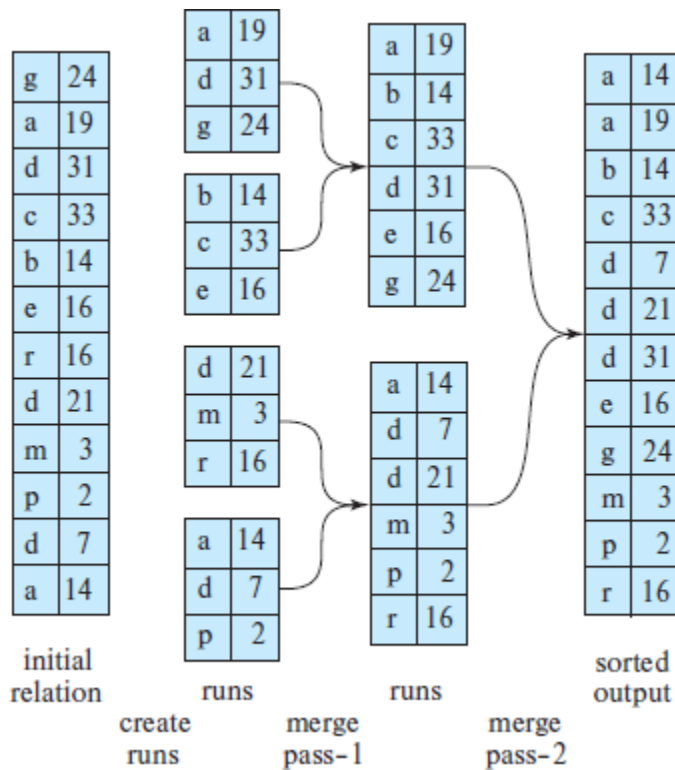 g 24
a 19
d 31
c 33
b 14
e 16
r 16
d 21
m 3
p 2
d 7
a 14
initial
relation
a 19
d 31
g 24
b 14
c 33
e 16
d 21
m 3
r 16
a 14
d 7
p 2
runs
create
runs
a 19
b 14
c 33
d 31
e 16
g 24
a 14
d 7
d 21
m 3
p 2
r 16
runs
merge
pass–1
a 14
a 19
b 14
c 33
d 7
d 21
d 31
e 16
g 24
m 3
p 2
r 16
sorted
output
merge
pass–2